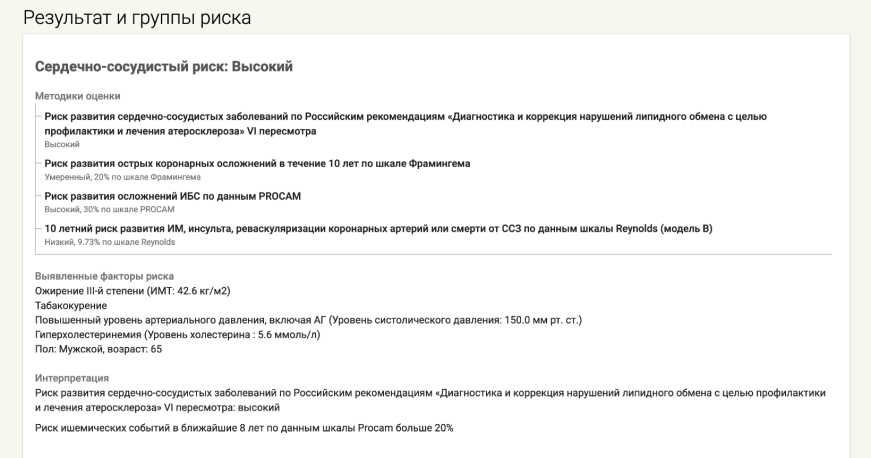 Результат и группы риска
Сердечно-сосудистый риск: Высокий
Методики оценки
Риск развития сердечно-сосудистых заболеваний по Российским рекомендациям «Диагностика и коррекция нарушений липидного обмена с целью
профилактики и лечения атеросклероза» VI пересмотра
Высокий
Риск развития острых коронарных осложнений в течение 10 лет по шкале Фрамингема
Умеренный, 20% по шкале Фрамингема
Риск развития осложнений ИБС по данным PROCAM
Высокий, 30% по шкале PROCAM
10 летний риск развития ИМ, инсульта, реваскуляризации коронарных артерий или смерти от ССЗ по данным шкалы Reynolds (модель B)
Низкий, 9.73% по шкале Reynolds
Выявленные факторы риска
Ожирение III-й степени (ИМТ: 42.6 кг/м2)
Табакокурение
Повышенный уровень артериального давления, включая АГ (Уровень систолического давления: 150.0 мм рт. ст.)
Гиперхолестеринемия (Уровень холестерина : 5.6 ммоль/л)
Пол: Мужской, возраст: 65
Интерпретация
Риск развития сердечно-сосудистых заболеваний по Российским рекомендациям «Диагностика и коррекция нарушений липидного обмена с целью профилактики
и лечения атеросклероза» VI пересмотра: высокий
Риск ишемических событий в ближайшие 8 лет по данным шкалы Procam больше 20%